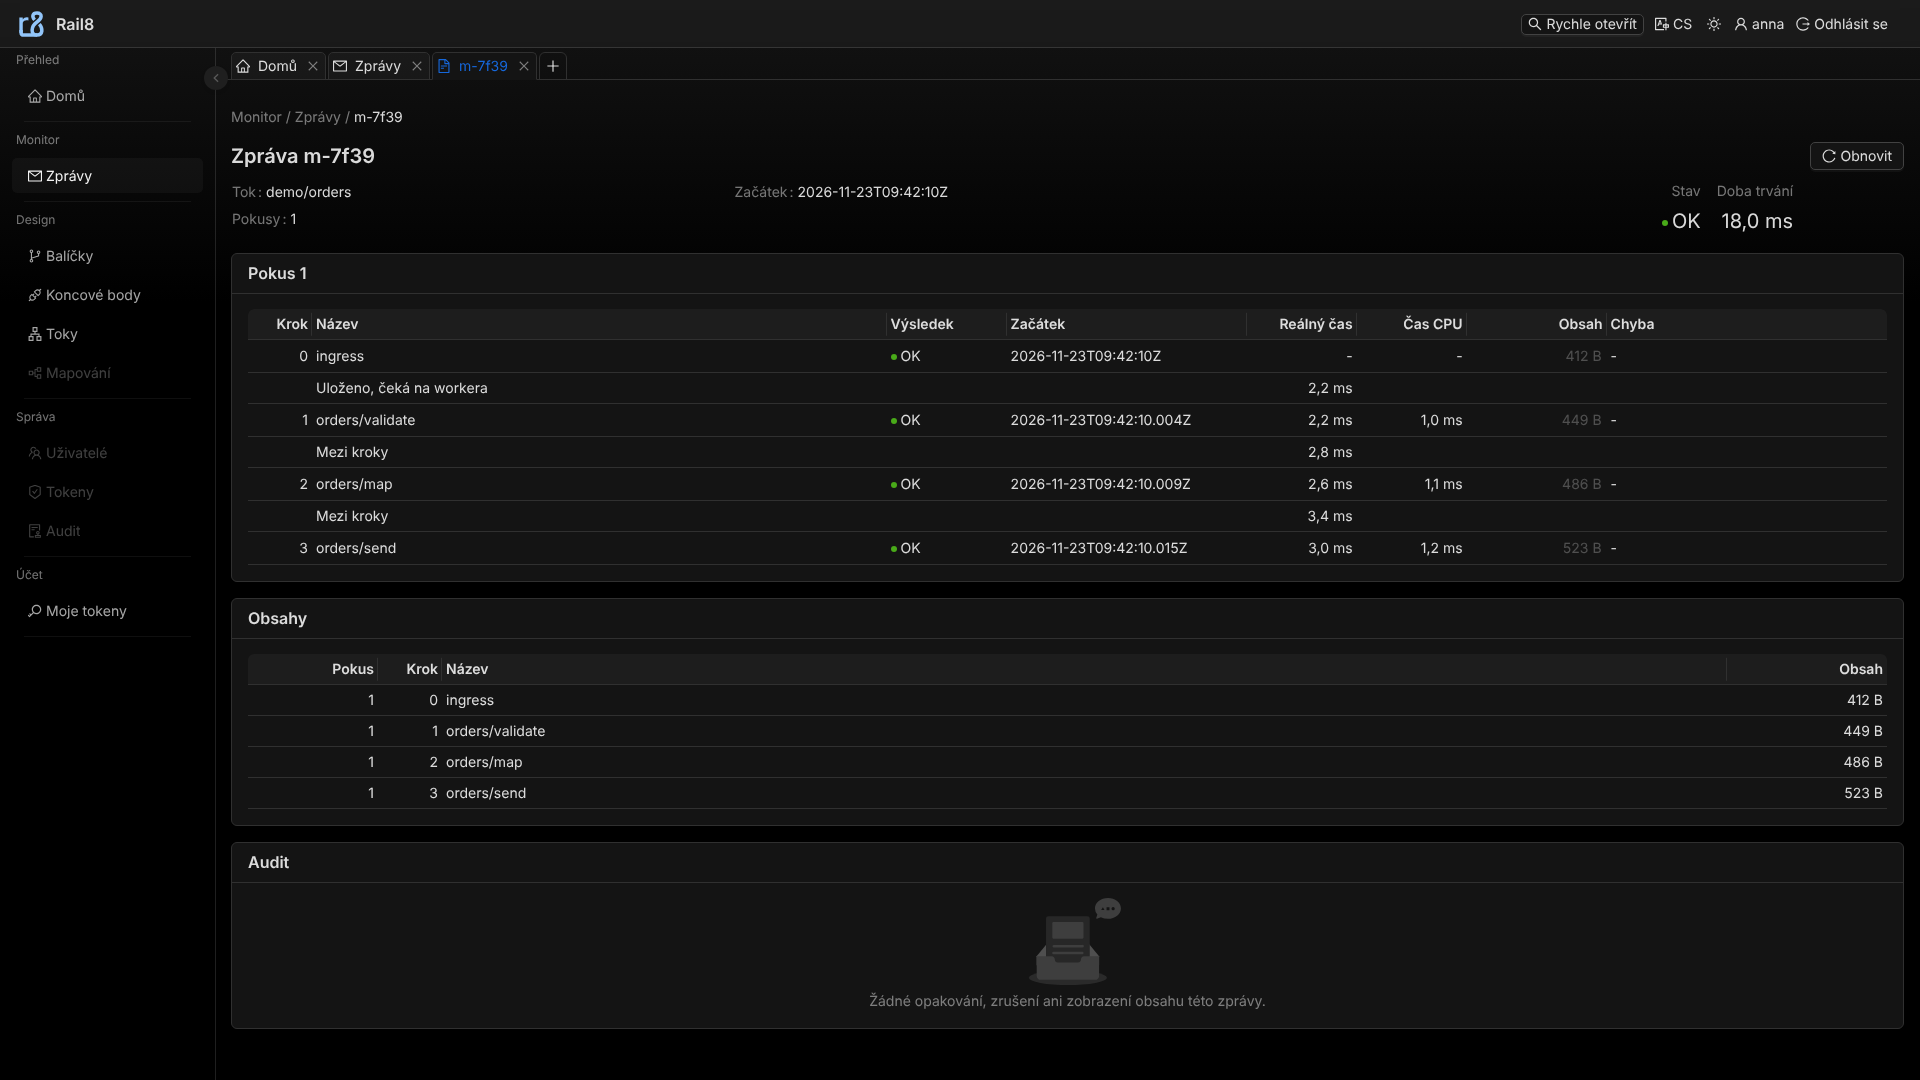 Rail8
Rychle otevřít CS anna Odhlásit se
Přehled
Domů
Monitor
Zprávy
Design
Balíčky
Koncové body
Toky
Mapování
Správa
Uživatelé
Tokeny
Audit
Účet
Moje tokeny
Domů Zprávy m-7f39
Monitor / Zprávy / m-7f39
Zpráva m-7f39
Obnovit
Tok : demo/orders Začátek : 2026-11-23T09:42:10Z
Pokusy : 1
Stav Doba trvání
OK 18,0 ms
Pokus 1
Krok Název Výsledek Začátek Reálný čas Čas CPU Obsah Chyba
0 ingress OK 2026-11-23T09:42:10Z - - 412 B -
Uloženo, čeká na workera 2,2 ms
1 orders/validate OK 2026-11-23T09:42:10.004Z 2,2 ms 1,0 ms 449 B -
Mezi kroky 2,8 ms
2 orders/map OK 2026-11-23T09:42:10.009Z 2,6 ms 1,1 ms 486 B -
Mezi kroky 3,4 ms
3 orders/send OK 2026-11-23T09:42:10.015Z 3,0 ms 1,2 ms 523 B -
Obsahy
Pokus Krok Název Obsah
1 0 ingress 412 B
1 1 orders/validate 449 B
1 2 orders/map 486 B
1 3 orders/send 523 B
Audit
Žádné opakování, zrušení ani zobrazení obsahu této zprávy.